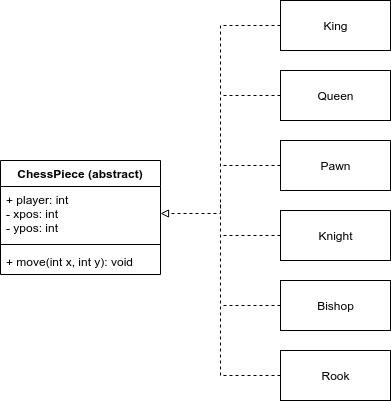 King
Queen
ChessPiece (abstract)
Pawn
+ player: int
- xpos: int
- ypos: int
Knight
+ move(int x, int y): void
Bishop
Rook